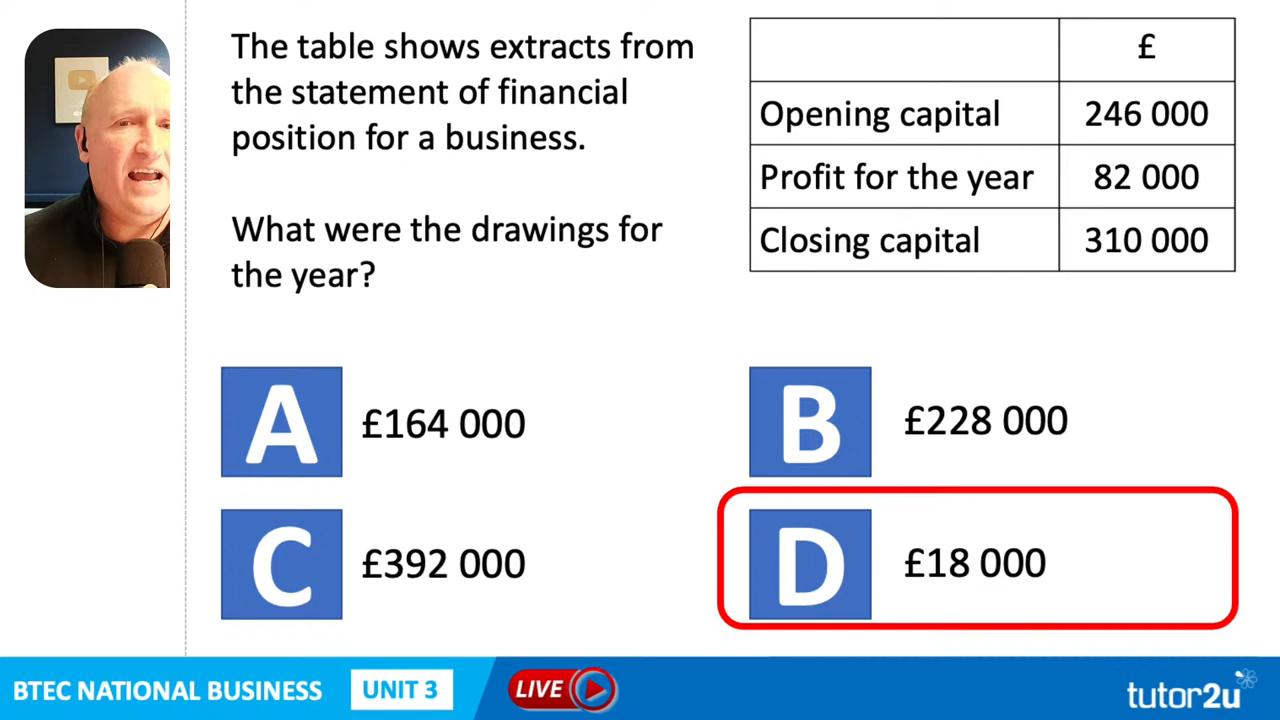 The table shows extracts from
the statement of financial
position for a business.
What were the drawings for
the year?
£
Opening capital 246 000
Profit for the year 82 000
Closing capital 310 000
A £164 000
B £228 000
C £392 000
D £18 000
BTEC NATIONAL BUSINESS UNIT 3 LIVE tutor2u